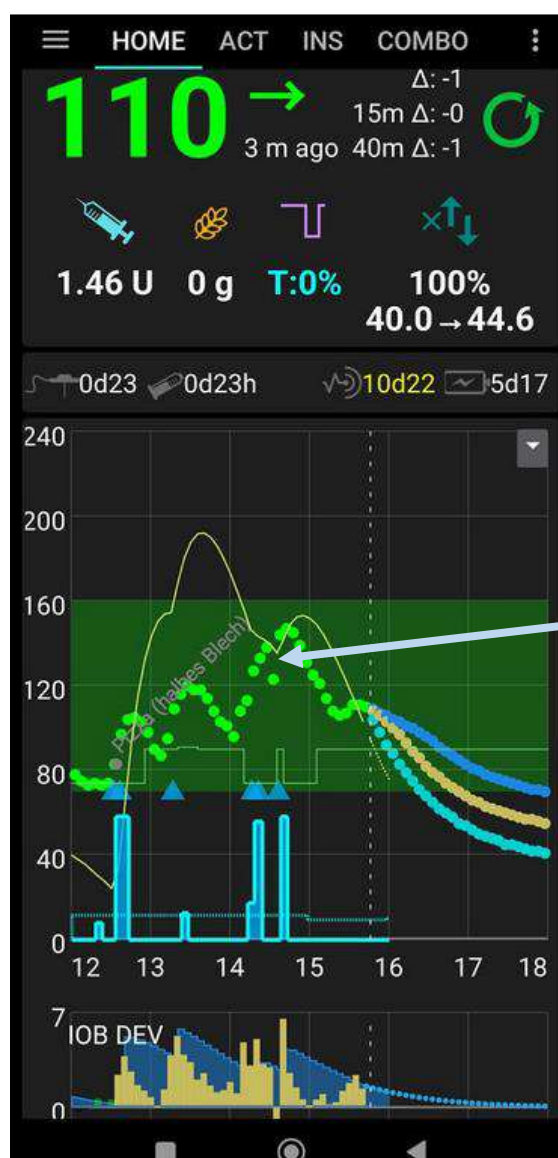 HOME ACT INS COMBO
110 → Δ: -1
15m Δ: -0
3 m ago 40m Δ: -1
1.46 U 0 g T:0% 100%
40.0→44.6
0d23 0d23h 10d22 5d17
240
200
160
Pizza (halbes Blech)
120
80
40
0
12 13 14 15 16 17 18
7
IOB DEV
0